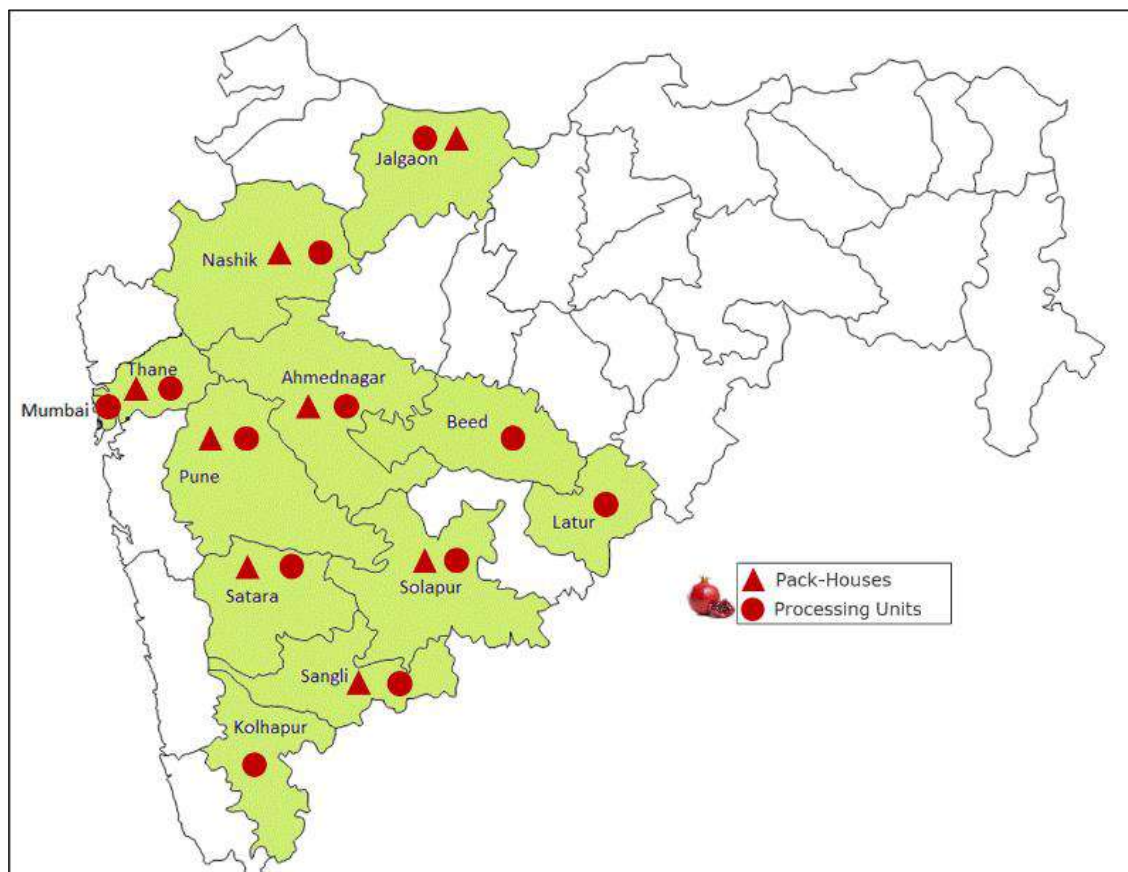 Jalgaon
Nashik
Thane
Ahmednagar
Mumbai
Beed
Pune
Latur
Solapur
Satara
Sangli
Kolhapur
Pack-Houses
Processing Units